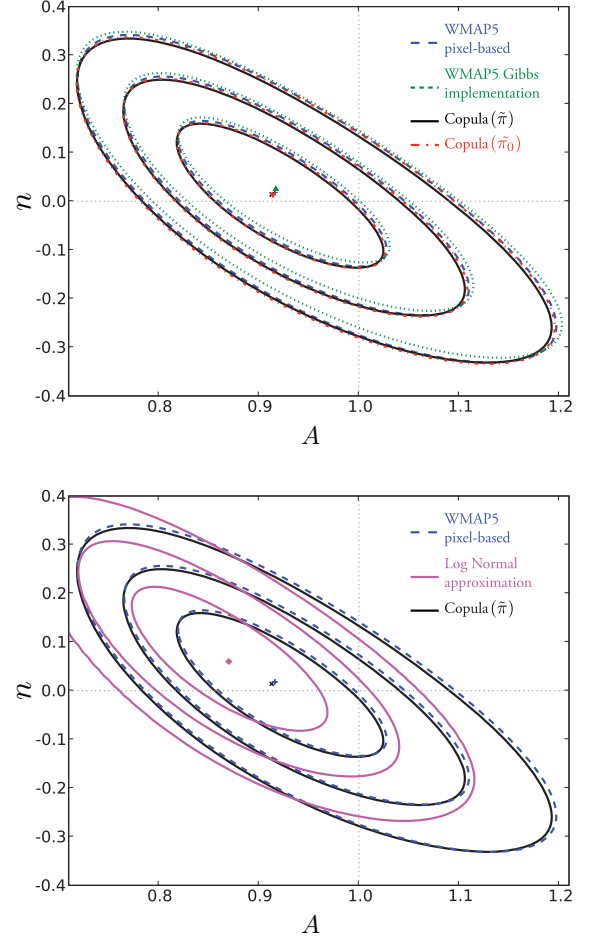 0.4
0.3
0.2
0.1
0.0
-0.1
-0.2
-0.3
-0.4
n
WMAP5
pixel-based
WMAP5 Gibbs
implementation
Copula(π̃)
Copula(π̃₀)
0.8 0.9 1.0 1.1 1.2
A
0.4
0.3
0.2
0.1
0.0
-0.1
-0.2
-0.3
-0.4
n
WMAP5
pixel-based
Log Normal
approximation
Copula(π̃)
0.8 0.9 1.0 1.1 1.2
A